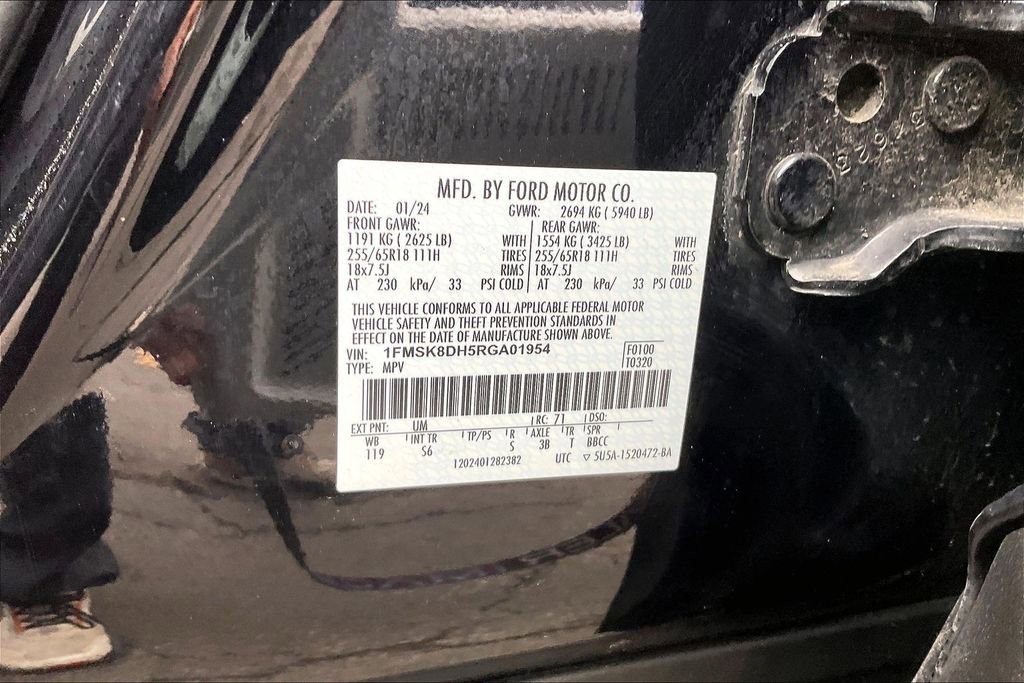 MFD. BY FORD MOTOR CO.
DATE: 01/24 GVWR: 2694 KG ( 5940 LB)
FRONT GAWR: REAR GAWR:
1191 KG ( 2625 LB) WITH 1554 KG ( 3425 LB) WITH
255/65R18 111H TIRES 255/65R18 111H TIRES
18x7.5J RIMS 18x7.5J RIMS
AT 230 kPa/ 33 PSI COLD AT 230 kPa/ 33 PSI COLD
THIS VEHICLE CONFORMS TO ALL APPLICABLE FEDERAL MOTOR
VEHICLE SAFETY AND THEFT PREVENTION STANDARDS IN
EFFECT ON THE DATE OF MANUFACTURE SHOWN ABOVE.
VIN: 1FMSK8DH5RGA01954 F0100
TYPE: MPV T0320
EXT PNT: UM RC: 71 DSO:
WB INT TR TP/PS R AXLE TR SPR
119 S6 S 3B T BBCC
1202401282382 UTC ▽ 5U5A-1520472-BA